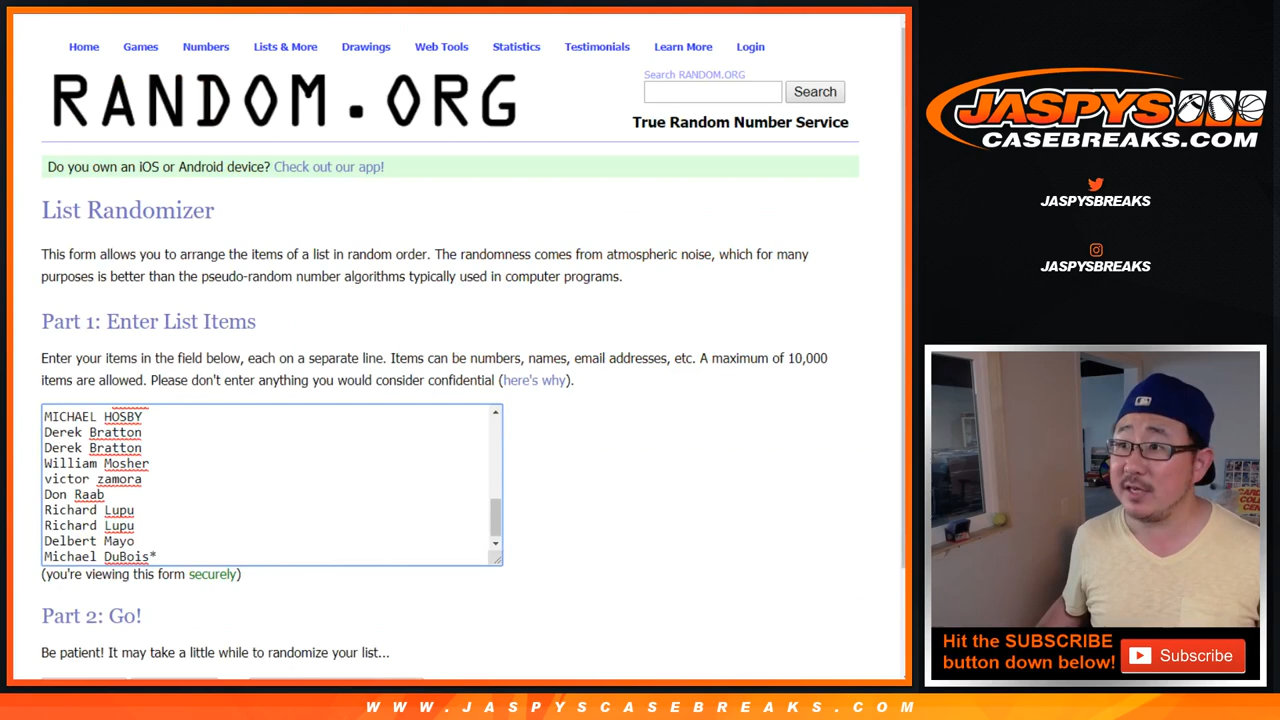 Home Games Numbers Lists & More Drawings Web Tools Statistics Testimonials Learn More Login
RANDOM.ORG
Search RANDOM.ORG
Search
True Random Number Service
Do you own an iOS or Android device? Check out our app!
List Randomizer
This form allows you to arrange the items of a list in random order. The randomness comes from atmospheric noise, which for many
purposes is better than the pseudo-random number algorithms typically used in computer programs.
Part 1: Enter List Items
Enter your items in the field below, each on a separate line. Items can be numbers, names, email addresses, etc. A maximum of 10,000
items are allowed. Please don't enter anything you would consider confidential (here's why).
MICHAEL HOSBY
Derek Bratton
Derek Bratton
William Mosher
victor zamora
Don Raab
Richard Lupu
Richard Lupu
Delbert Mayo
Michael DuBois*
(you're viewing this form securely)
Part 2: Go!
Be patient! It may take a little while to randomize your list...
JASPYS
CASEBREAKS.COM
JASPYSBREAKS
JASPYSBREAKS
Hit the SUBSCRIBE
button down below!
Subscribe
WWW.JASPYSCASEBREAKS.COM